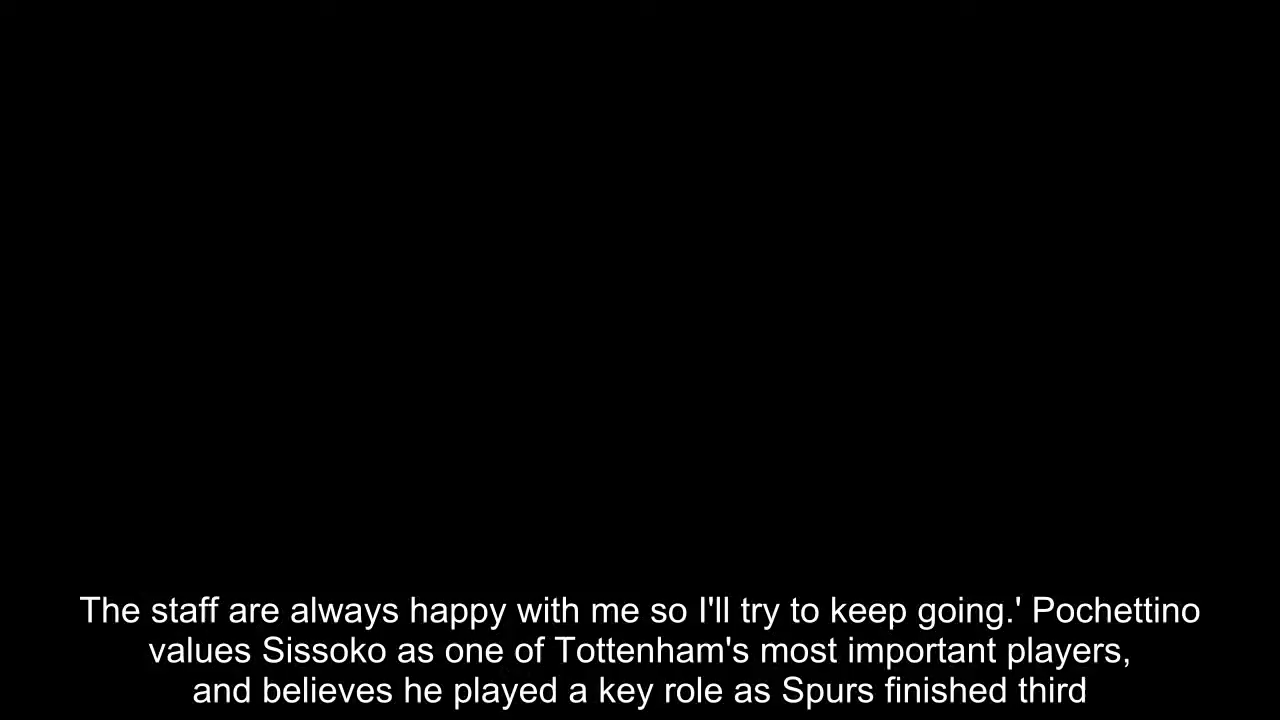 The staff are always happy with me so I'll try to keep going.' Pochettino
values Sissoko as one of Tottenham's most important players,
and believes he played a key role as Spurs finished third